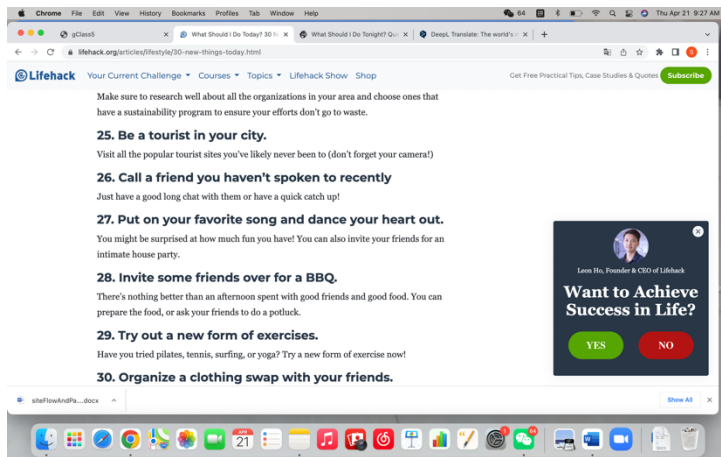 Chrome File Edit View History Bookmarks Profiles Tab Window Help 64 Thu Apr 21 9:27 AM
gClass5 What Should I Do Today? 30 N What Should I Do Tonight? Qui DeepL Translate: The world's
lifehack.org/articles/lifestyle/30-new-things-today.html
Lifehack Your Current Challenge Courses Topics Lifehack Show Shop Get Free Practical Tips, Case Studies & Quotes Subscribe
Make sure to research well about all the organizations in your area and choose ones that
have a sustainability program to ensure your efforts don't go to waste.
25. Be a tourist in your city.
Visit all the popular tourist sites you've likely never been to (don't forget your camera!)
26. Call a friend you haven't spoken to recently
Just have a good long chat with them or have a quick catch up!
27. Put on your favorite song and dance your heart out.
You might be surprised at how much fun you have! You can also invite your friends for an
intimate house party.
28. Invite some friends over for a BBQ.
There's nothing better than an afternoon spent with good friends and good food. You can
prepare the food, or ask your friends to do a potluck.
29. Try out a new form of exercises.
Have you tried pilates, tennis, surfing, or yoga? Try a new form of exercise now!
30. Organize a clothing swap with your friends.
Leon Ho, Founder & CEO of Lifehack
Want to Achieve
Success in Life?
YES NO
siteFlowAndPa....docx Show All
APR
21